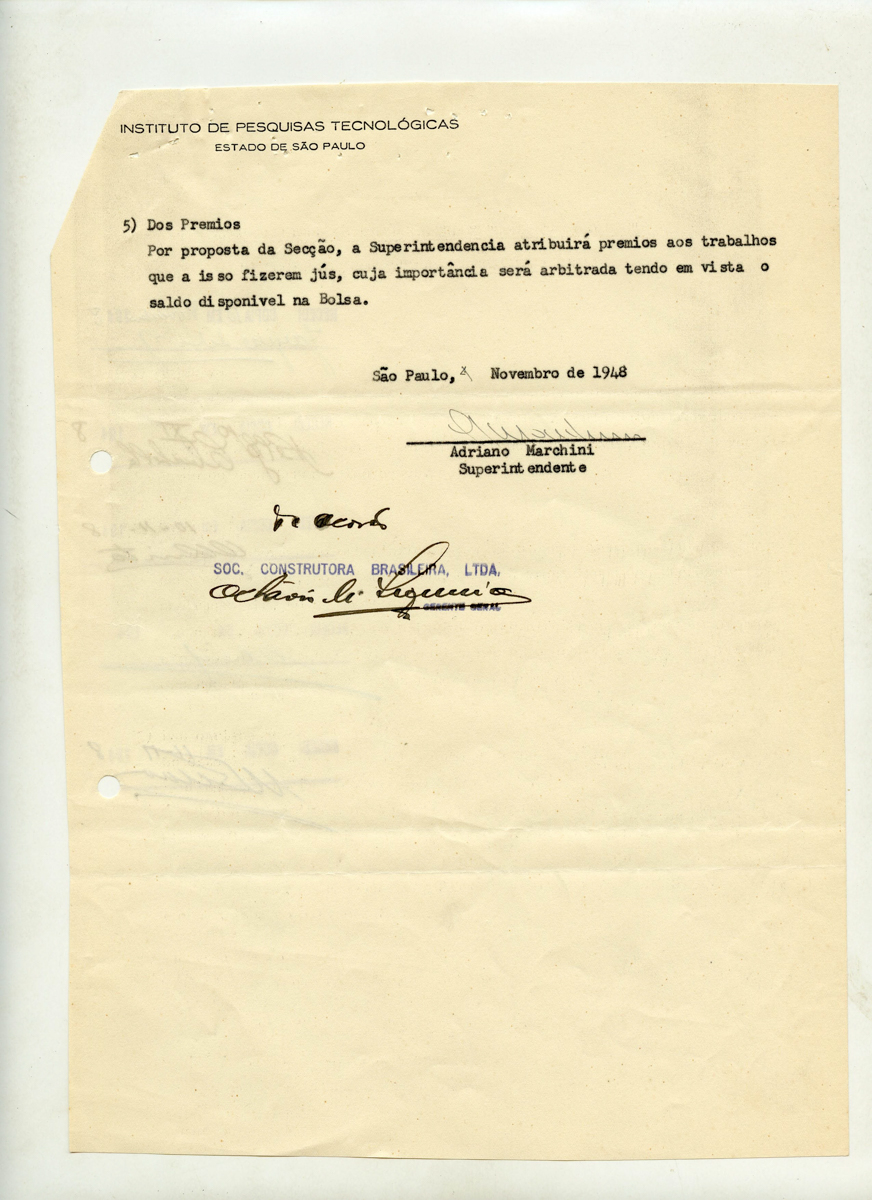 INSTITUTO DE PESQUISAS TECNOLÓGICAS
ESTADO DE SÃO PAULO
5) Dos Premios
Por proposta da Secção, a Superintendencia atribuirá premios aos trabalhos
que a isso fizerem jús, cuja importância será arbitrada tendo em vista o
saldo disponivel na Bolsa.
São Paulo, Novembro de 1948
Adriano Marchini
Superintendente
De acordo
SOC. CONSTRUTORA BRASILEIRA, LTDA,
GERENTE GERAL